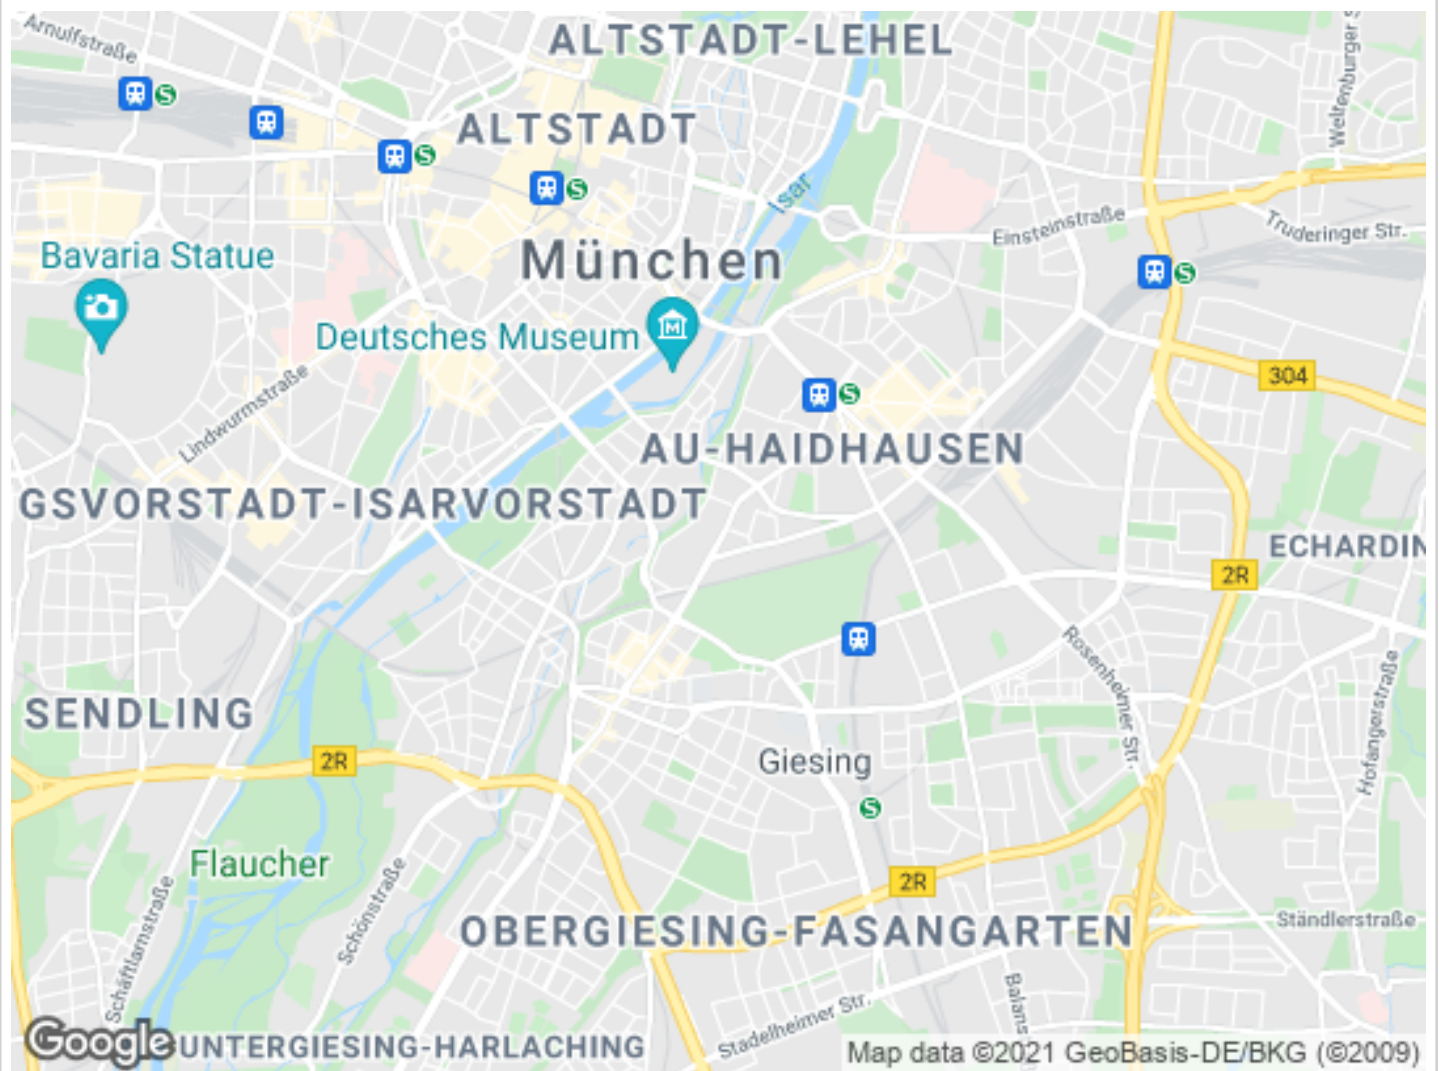 Arnulfstraße
ALTSTADT-LEHEL
Weltenburger S
S
ALTSTADT
S
S
Isar
Einsteinstraße
Truderinger Str.
Bavaria Statue
München
S
Deutsches Museum
M
304
S
Lindwurmstraße
AU-HAIDHAUSEN
GSVORSTADT-ISARVORSTADT
ECHARDIN
2R
Rosenheimer Str.
Hofangerstraße
SENDLING
2R
Giesing
S
Flaucher
2R
Schäftlarnstraße
Schönstraße
OBERGIESING-FASANGARTEN
Ständlerstraße
Balans
Stadelheimer Str.
Google
UNTERGIESING-HARLACHING
Map data ©2021 GeoBasis-DE/BKG (©2009)